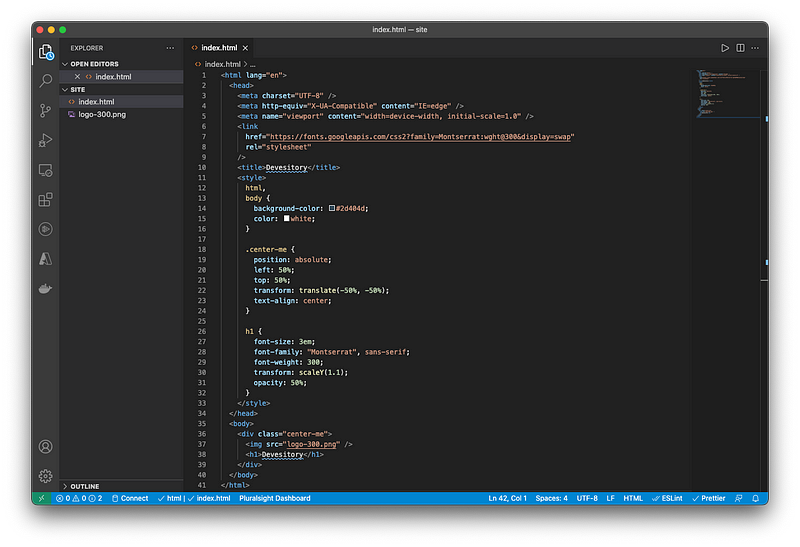 index.html — site
EXPLORER
OPEN EDITORS
index.html
SITE
index.html
logo-300.png
OUTLINE
index.html
index.html > ...
1 <html lang="en">
2 <head>
3 <meta charset="UTF-8" />
4 <meta http-equiv="X-UA-Compatible" content="IE=edge" />
5 <meta name="viewport" content="width=device-width, initial-scale=1.0" />
6 <link
7 href="https://fonts.googleapis.com/css2?family=Montserrat:wght@300&display=swap"
8 rel="stylesheet"
9 />
10 <title>Devesitory</title>
11 <style>
12 html,
13 body {
14 background-color: #2d404d;
15 color: white;
16 }
17
18 .center-me {
19 position: absolute;
20 left: 50%;
21 top: 50%;
22 transform: translate(-50%, -50%);
23 text-align: center;
24 }
25
26 h1 {
27 font-size: 3em;
28 font-family: "Montserrat", sans-serif;
29 font-weight: 300;
30 transform: scaleY(1.1);
31 opacity: 50%;
32 }
33 </style>
34 </head>
35 <body>
36 <div class="center-me">
37 <img src="logo-300.png" />
38 <h1>Devesitory</h1>
39 </div>
40 </body>
41 </html>
0 0 2 Connect html | index.html Pluralsight Dashboard Ln 42, Col 1 Spaces: 4 UTF-8 LF HTML ESLint Prettier